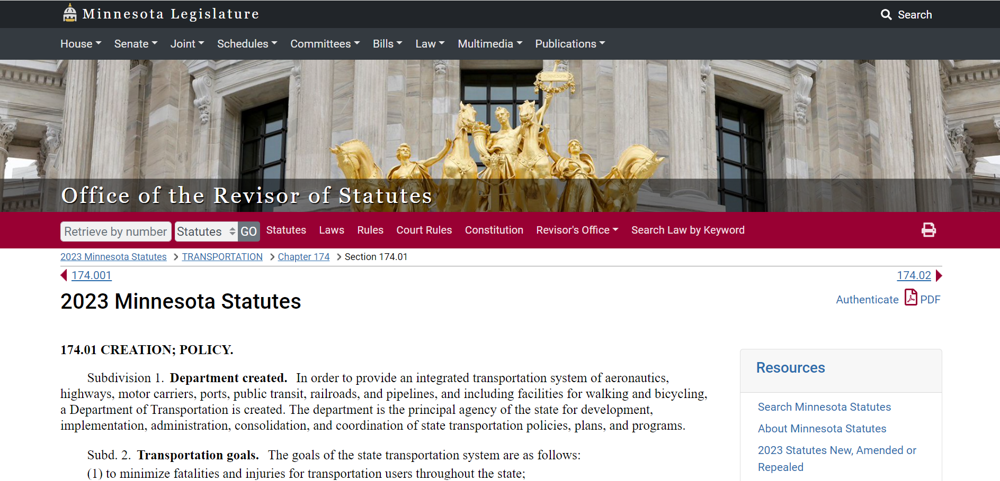 Minnesota Legislature
Search
House
Senate
Joint
Schedules
Committees
Bills
Law
Multimedia
Publications
MINNESOTA
Office of the Revisor of Statutes
Retrieve by number
Statutes
GO
Statutes
Laws
Rules
Court Rules
Constitution
Revisor's Office
Search Law by Keyword
2023 Minnesota Statutes > TRANSPORTATION > Chapter 174 > Section 174.01
174.001
174.02
2023 Minnesota Statutes
Authenticate PDF
174.01 CREATION; POLICY.
Subdivision 1. Department created. In order to provide an integrated transportation system of aeronautics,
highways, motor carriers, ports, public transit, railroads, and pipelines, and including facilities for walking and bicycling,
a Department of Transportation is created. The department is the principal agency of the state for development,
implementation, administration, consolidation, and coordination of state transportation policies, plans, and programs.
Subd. 2. Transportation goals. The goals of the state transportation system are as follows:
(1) to minimize fatalities and injuries for transportation users throughout the state;
Resources
Search Minnesota Statutes
About Minnesota Statutes
2023 Statutes New, Amended or
Repealed